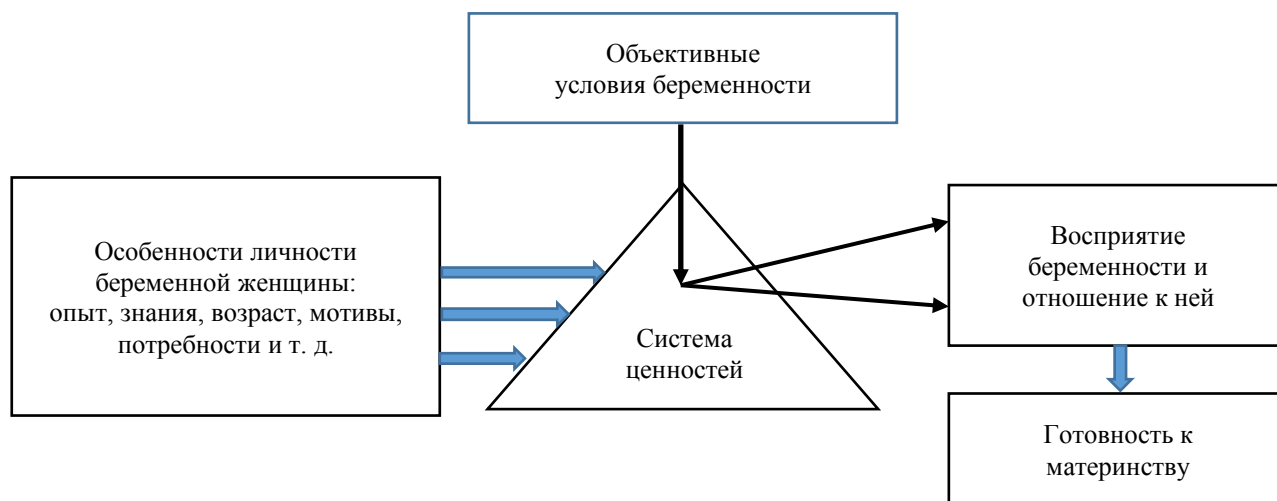 Объективные
условия беременности
Особенности личности
беременной женщины:
опыт, знания, возраст, мотивы,
потребности и т. д.
Система
ценностей
Восприятие
беременности и
отношение к ней
Готовность к
материнству